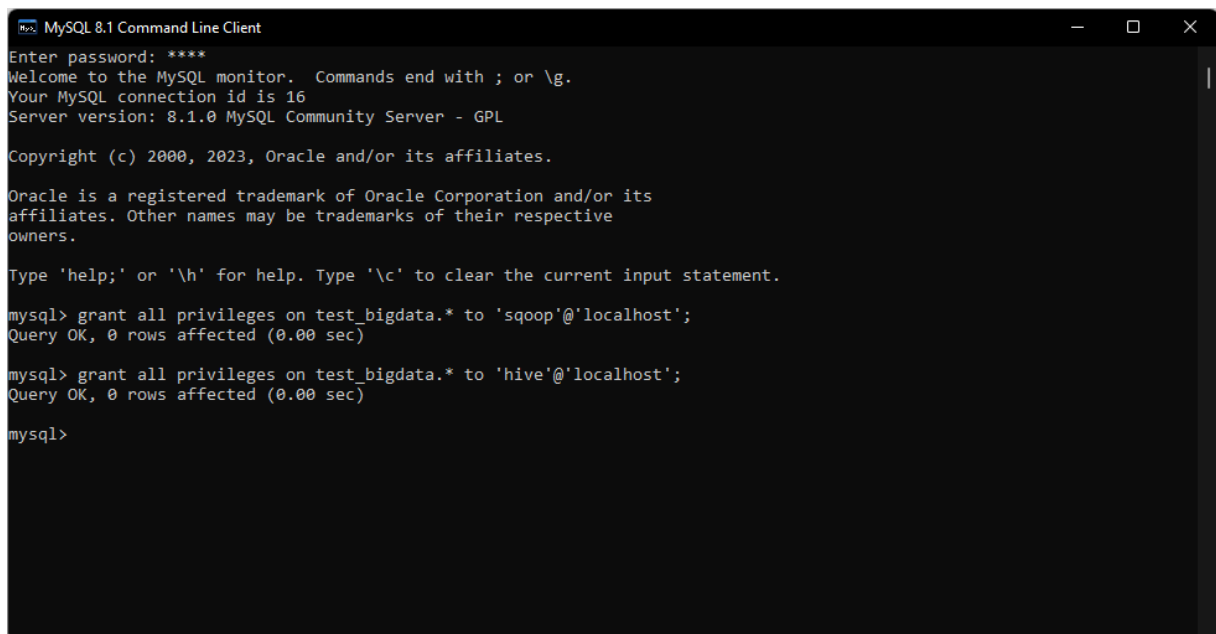 MySQL 8.1 Command Line Client
Enter password: ****
Welcome to the MySQL monitor.  Commands end with ; or \g.
Your MySQL connection id is 16
Server version: 8.1.0 MySQL Community Server - GPL
Copyright (c) 2000, 2023, Oracle and/or its affiliates.
Oracle is a registered trademark of Oracle Corporation and/or its
affiliates. Other names may be trademarks of their respective
owners.
Type 'help;' or '\h' for help. Type '\c' to clear the current input statement.
mysql> grant all privileges on test_bigdata.* to 'sqoop'@'localhost';
Query OK, 0 rows affected (0.00 sec)
mysql> grant all privileges on test_bigdata.* to 'hive'@'localhost';
Query OK, 0 rows affected (0.00 sec)
mysql>